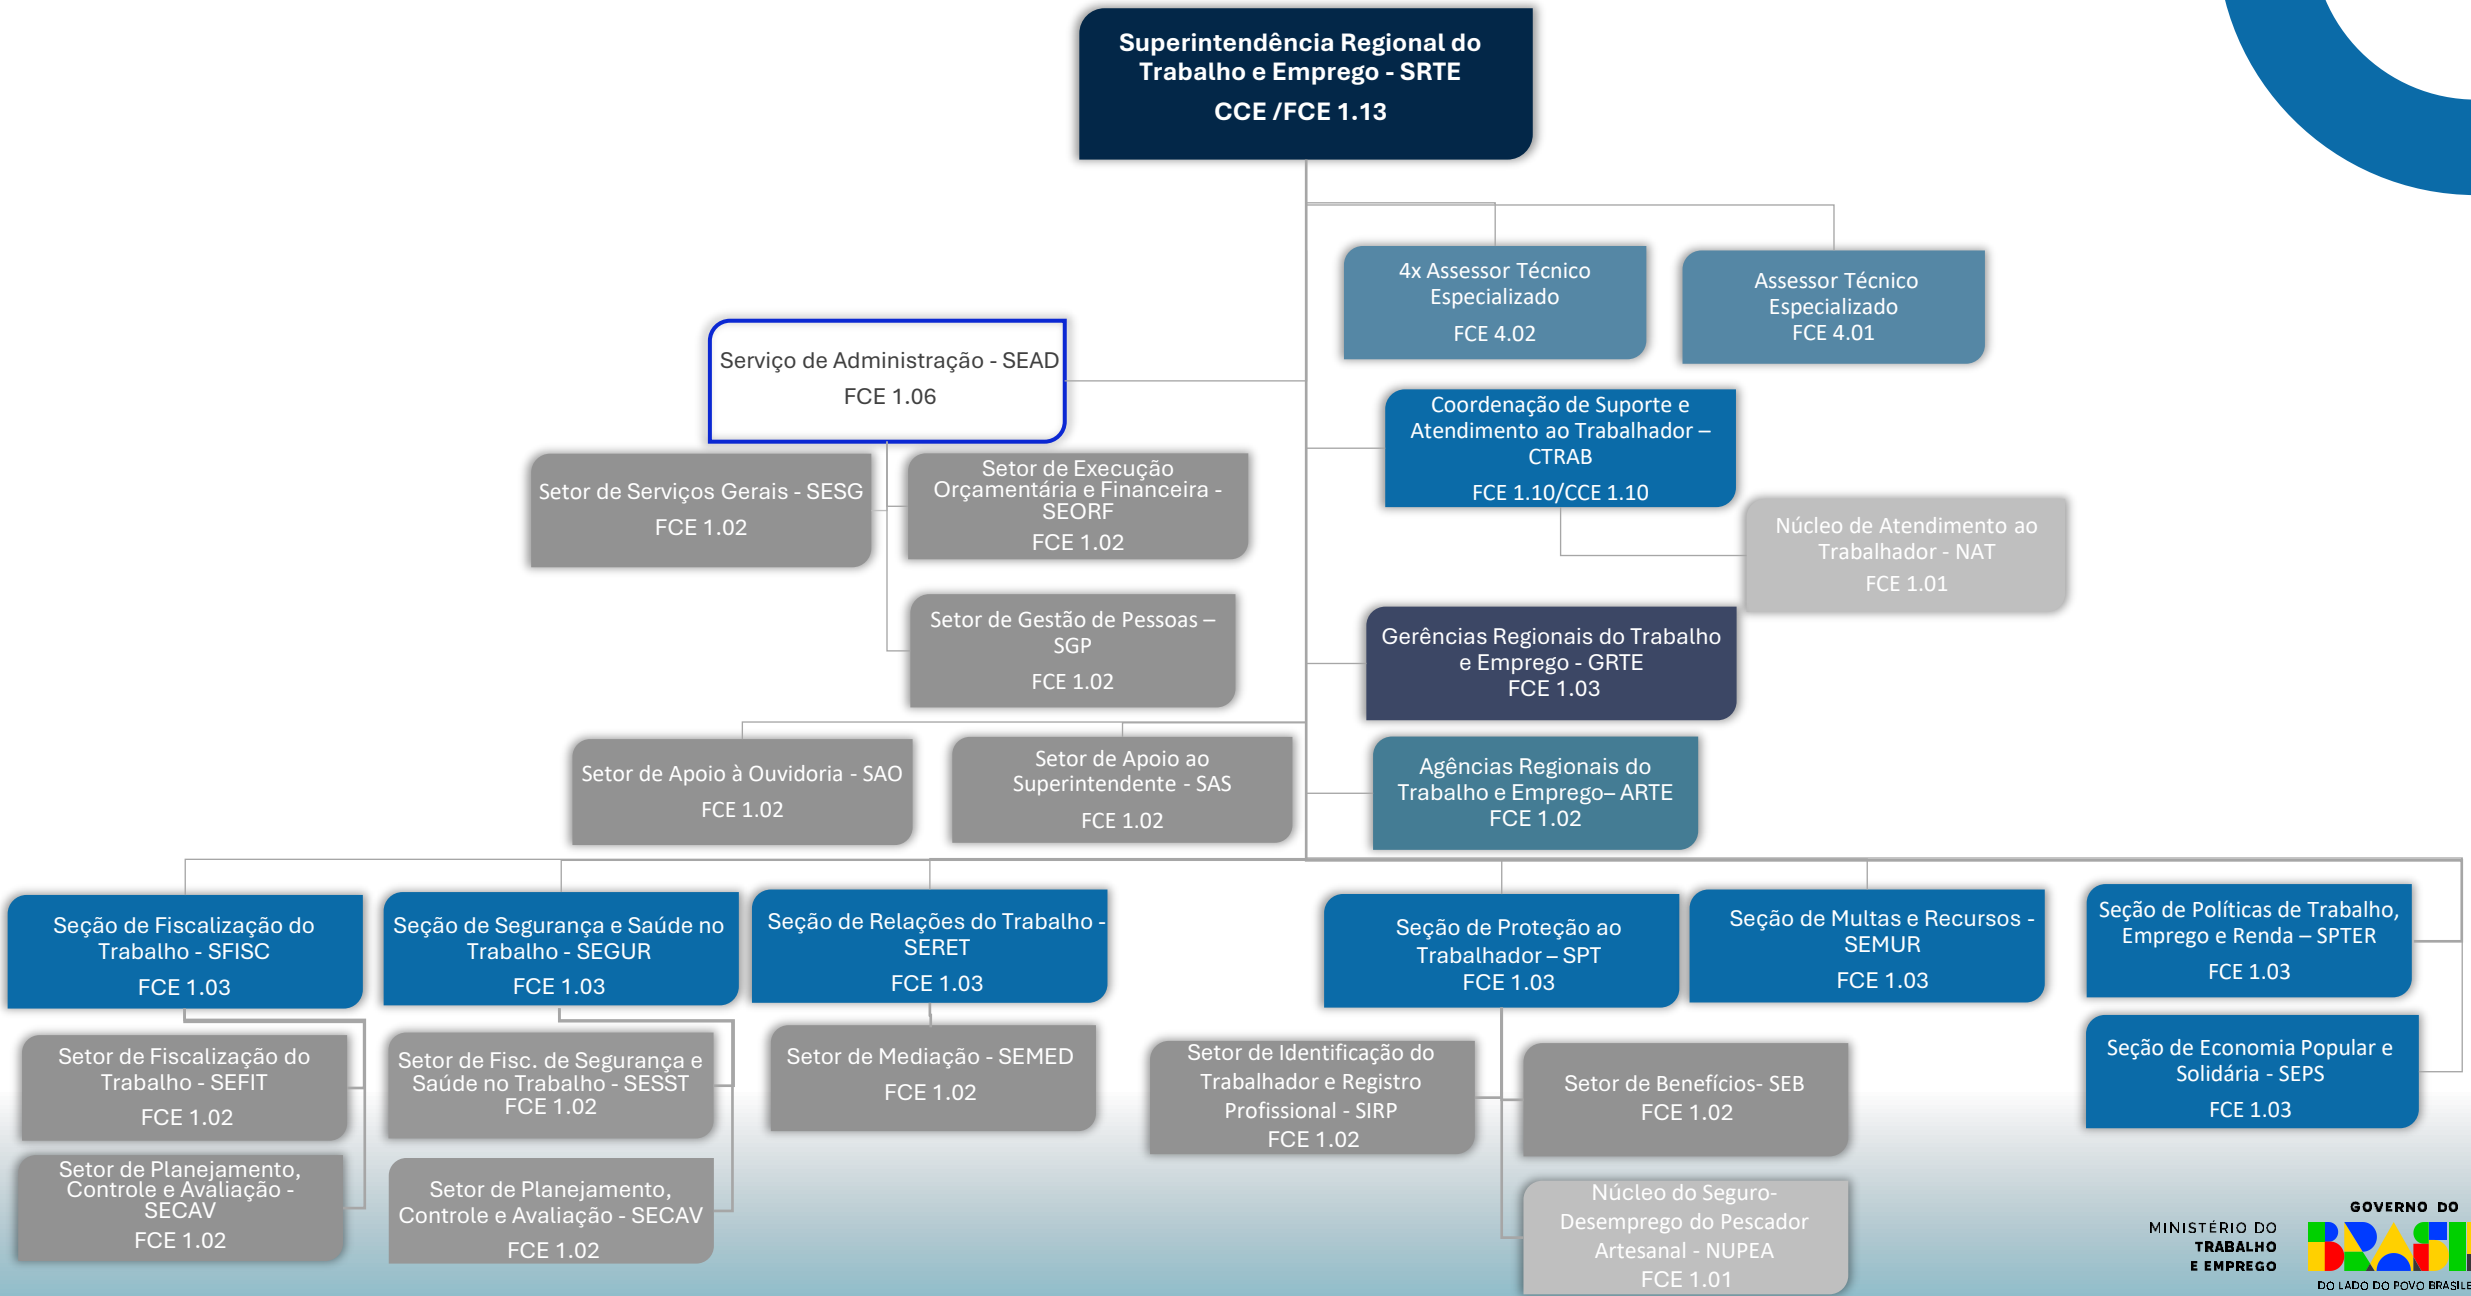 Superintendência Regional do
Trabalho e Emprego - SRTE
CCE /FCE 1.13
4x Assessor Técnico
Especializado
FCE 4.02
Assessor Técnico
Especializado
FCE 4.01
Serviço de Administração - SEAD
FCE 1.06
Coordenação de Suporte e
Atendimento ao Trabalhador –
CTRAB
FCE 1.10/CCE 1.10
Setor de Serviços Gerais - SESG
FCE 1.02
Setor de Execução
Orçamentária e Financeira -
SEORF
FCE 1.02
Núcleo de Atendimento ao
Trabalhador - NAT
FCE 1.01
Setor de Gestão de Pessoas –
SGP
FCE 1.02
Gerências Regionais do Trabalho
e Emprego - GRTE
FCE 1.03
Setor de Apoio à Ouvidoria - SAO
FCE 1.02
Setor de Apoio ao
Superintendente - SAS
FCE 1.02
Agências Regionais do
Trabalho e Emprego– ARTE
FCE 1.02
Seção de Fiscalização do
Trabalho - SFISC
FCE 1.03
Seção de Segurança e Saúde no
Trabalho - SEGUR
FCE 1.03
Seção de Relações do Trabalho -
SERET
FCE 1.03
Seção de Proteção ao
Trabalhador – SPT
FCE 1.03
Seção de Multas e Recursos -
SEMUR
FCE 1.03
Seção de Políticas de Trabalho,
Emprego e Renda – SPTER
FCE 1.03
Setor de Fiscalização do
Trabalho - SEFIT
FCE 1.02
Setor de Fisc. de Segurança e
Saúde no Trabalho - SESST
FCE 1.02
Setor de Mediação - SEMED
FCE 1.02
Setor de Identificação do
Trabalhador e Registro
Profissional - SIRP
FCE 1.02
Setor de Benefícios- SEB
FCE 1.02
Seção de Economia Popular e
Solidária - SEPS
FCE 1.03
Setor de Planejamento,
Controle e Avaliação -
SECAV
FCE 1.02
Setor de Planejamento,
Controle e Avaliação - SECAV
FCE 1.02
Núcleo do Seguro-
Desemprego do Pescador
Artesanal - NUPEA
FCE 1.01
MINISTÉRIO DO
TRABALHO
E EMPREGO
GOVERNO DO
BRASIL
DO LADO DO POVO BRASILE